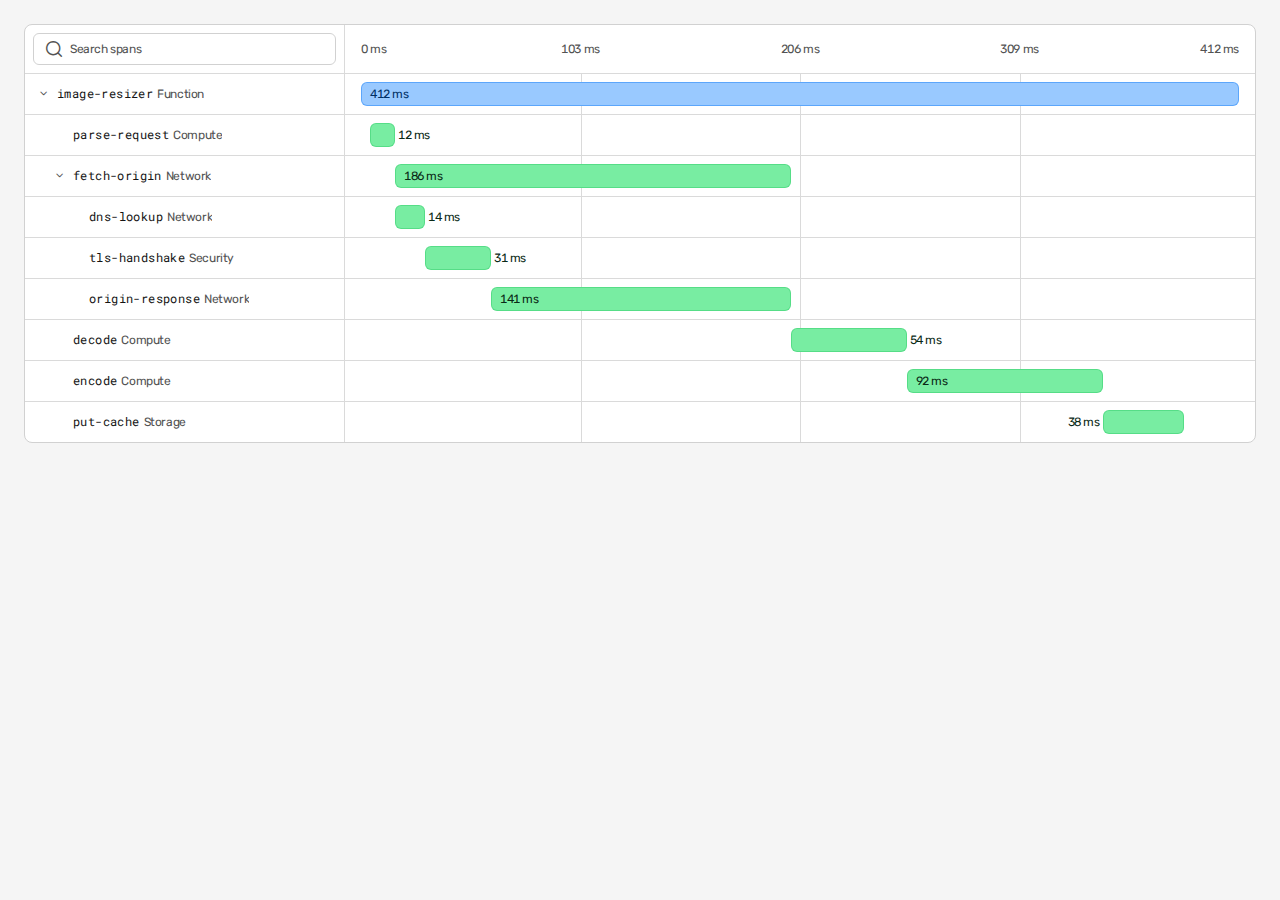 Search spans 0 ms 103 ms 206 ms 309 ms 412 ms
image-resizer Function 412 ms
parse-request Compute 12 ms
fetch-origin Network 186 ms
dns-lookup Network 14 ms
tls-handshake Security 31 ms
origin-response Network 141 ms
decode Compute 54 ms
encode Compute 92 ms
put-cache Storage 38 ms